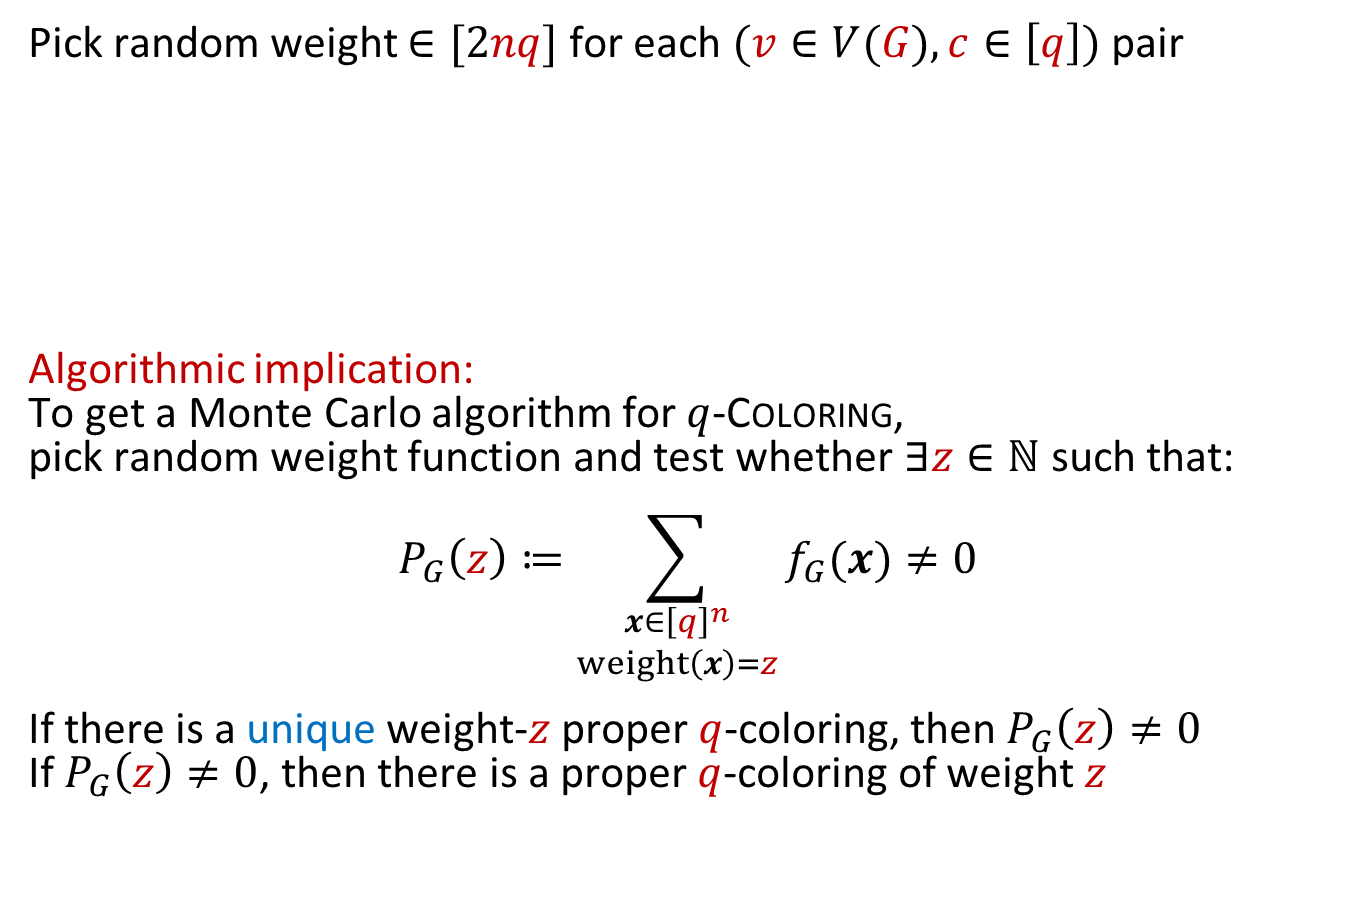 Pick random weight ∈ [2nq] for each (v ∈ V(G), c ∈ [q]) pair
Algorithmic implication:
To get a Monte Carlo algorithm for q-COLORING,
pick random weight function and test whether ∃z ∈ ℕ such that:
P_G(z) ≔ ∑_{x∈[q]^n weight(x)=z} f_G(x) ≠ 0
If there is a unique weight-z proper q-coloring, then P_G(z) ≠ 0
If P_G(z) ≠ 0, then there is a proper q-coloring of weight z